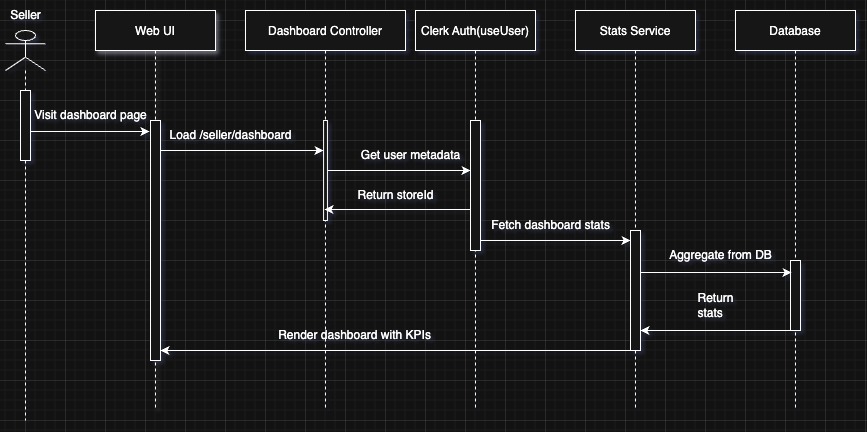 Seller
Web UI
Dashboard Controller
Clerk Auth(useUser)
Stats Service
Database
Visit dashboard page
Load /seller/dashboard
Get user metadata
Return storeId
Fetch dashboard stats
Aggregate from DB
Return
stats
Render dashboard with KPIs